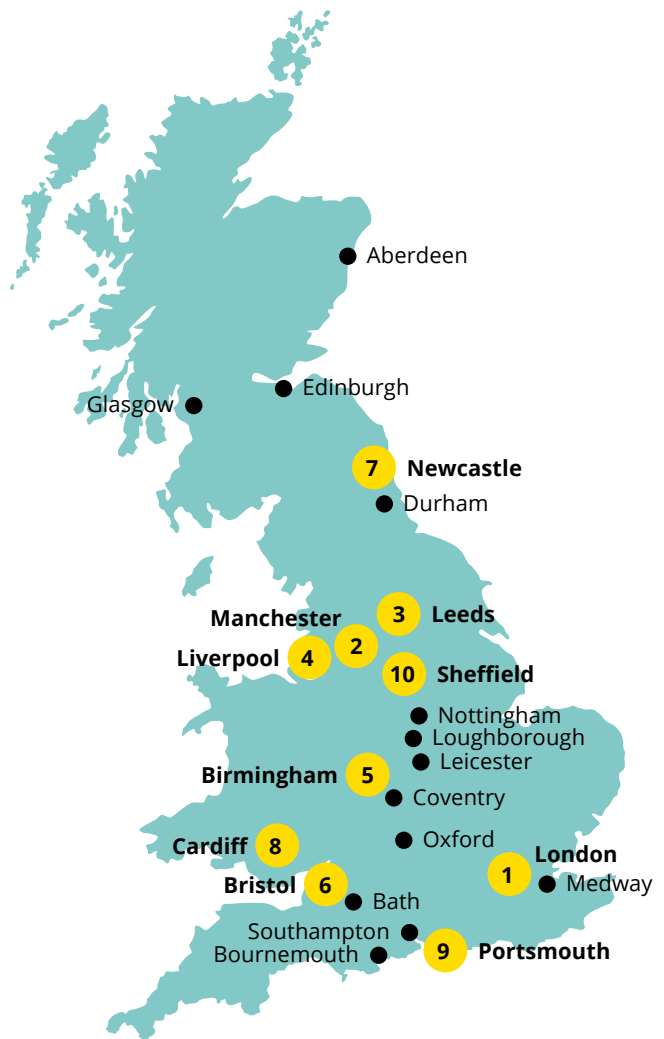 Aberdeen
Edinburgh
Glasgow
7 Newcastle
Durham
Manchester
3 Leeds
2
Liverpool 4
10 Sheffield
Nottingham
Loughborough
Leicester
Birmingham 5
Coventry
Oxford
Cardiff 8
London
1
Medway
Bristol 6
Bath
Southampton
Bournemouth
9 Portsmouth